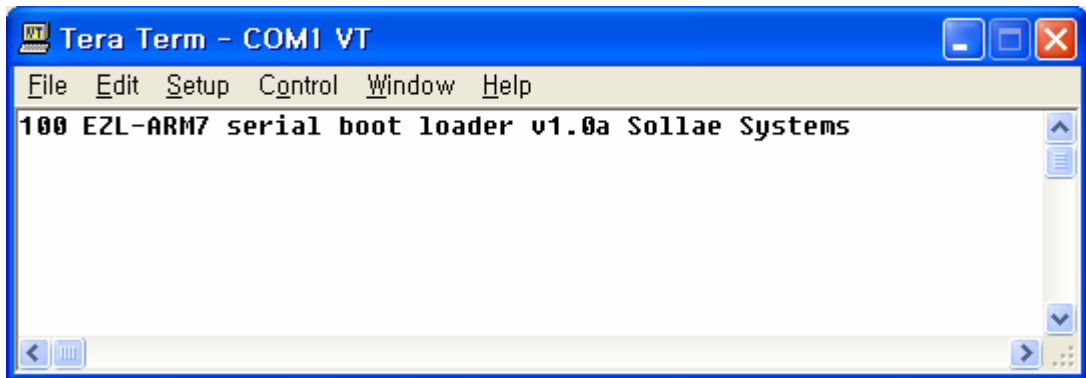 Tera Term - COM1 VT
File Edit Setup Control Window Help
100 EZL-ARM7 serial boot loader v1.0a Sollae Systems